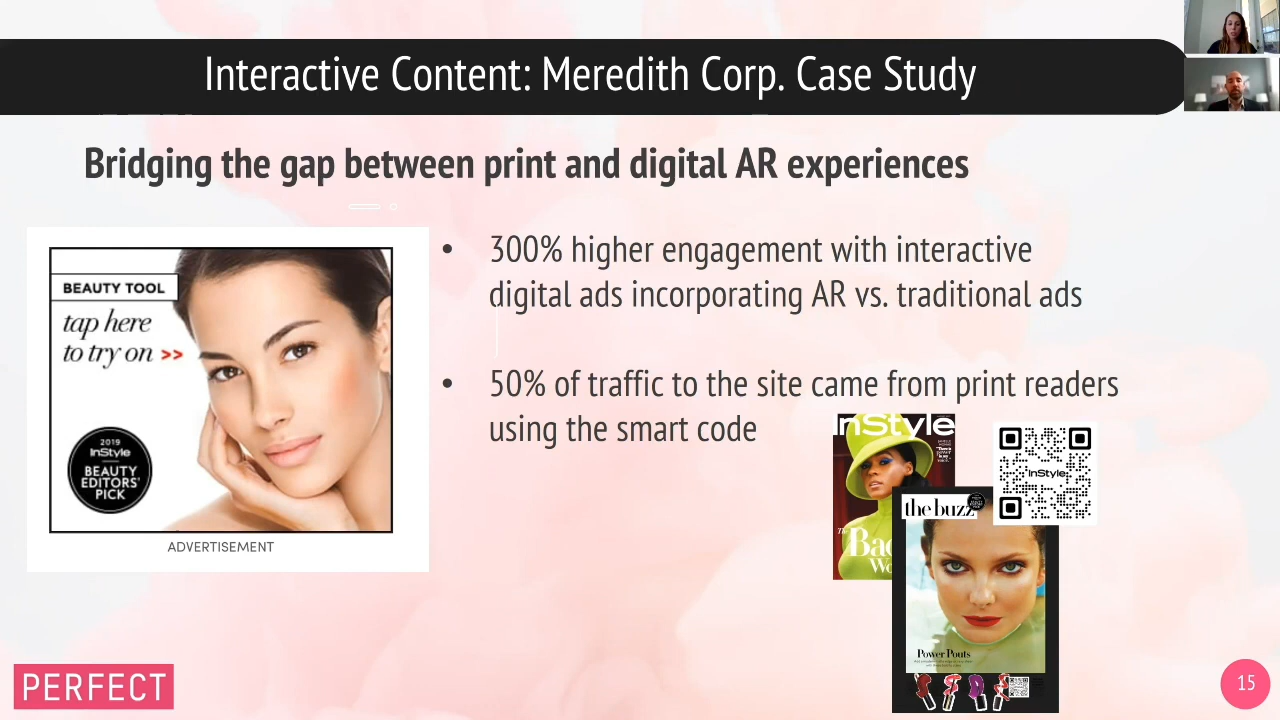 Interactive Content: Meredith Corp. Case Study
Bridging the gap between print and digital AR experiences
BEAUTY TOOL
tap here
to try on >>
2019
InStyle
BEAUTY
EDITORS'
PICK
ADVERTISEMENT
• 300% higher engagement with interactive
digital ads incorporating AR vs. traditional ads
• 50% of traffic to the site came from print readers
using the smart code
InStyle
InStyle
the buzz
Power Pouts
PERFECT
15